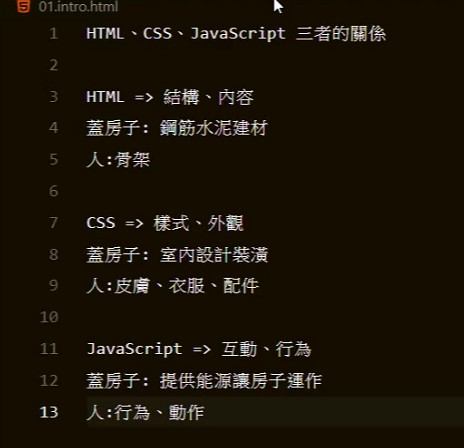 01.intro.html
1 HTML、CSS、JavaScript 三者的關係
2
3 HTML => 結構、內容
4 蓋房子: 鋼筋水泥建材
5 人:骨架
6
7 CSS => 樣式、外觀
8 蓋房子: 室內設計裝潢
9 人:皮膚、衣服、配件
10
11 JavaScript => 互動、行為
12 蓋房子: 提供能源讓房子運作
13 人:行為、動作